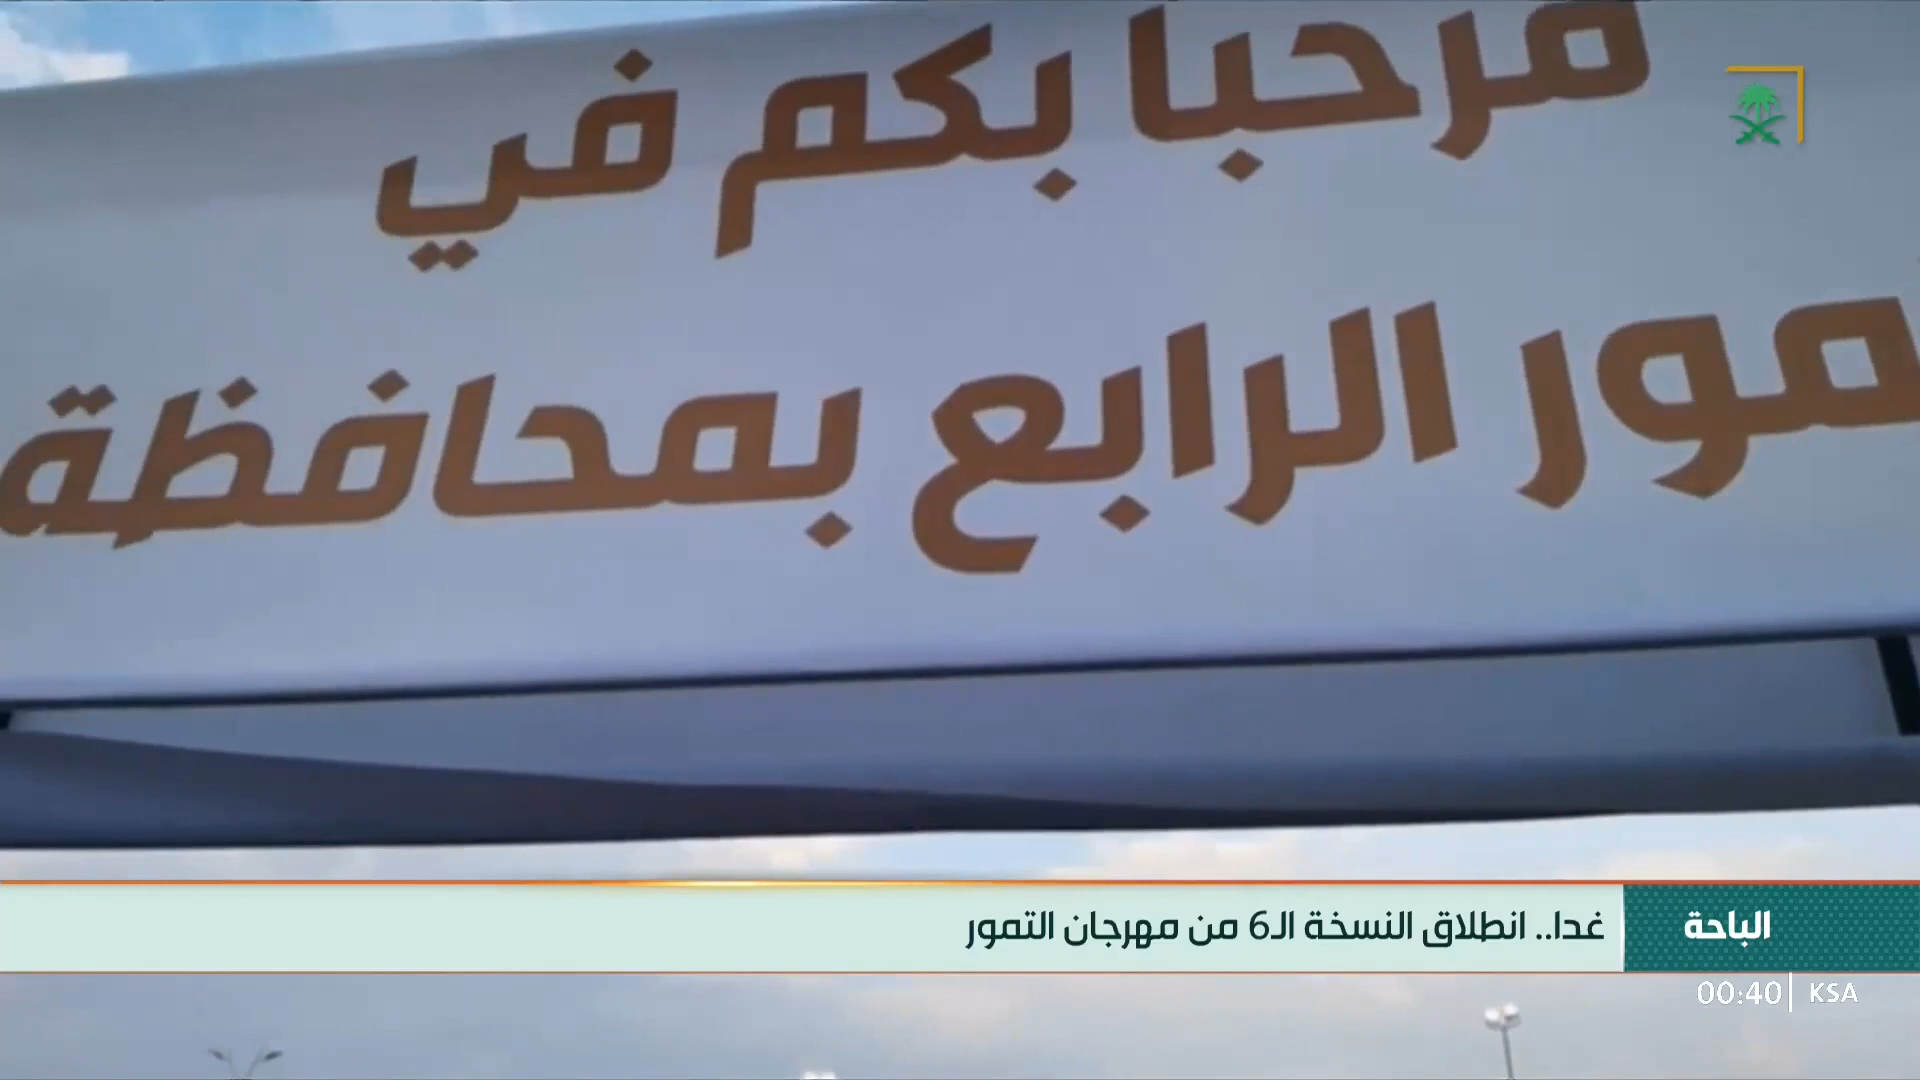 مرحبا بكم في
مور الرابع بمحافظة
الباحة
غدا.. انطلاق النسخة الـ6 من مهرجان التمور
00:40 KSA